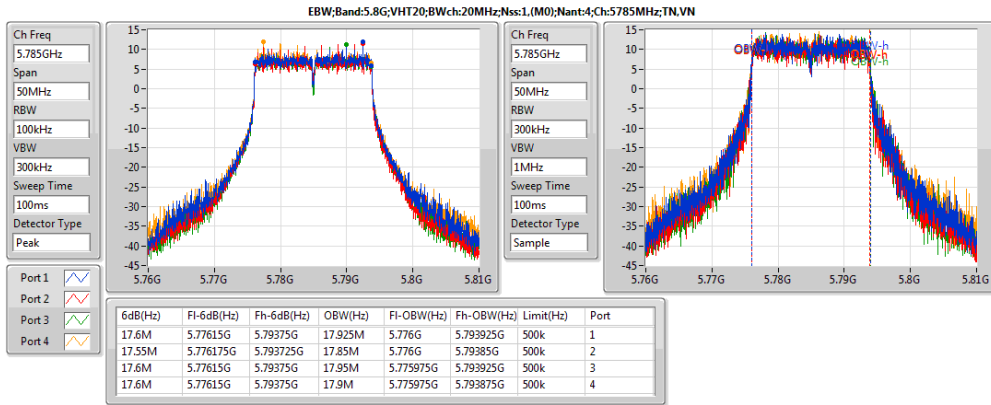 EBW;Band:5.8G;VHT20;BWch:20MHz;Nss:1,(M0);Nant:4;Ch:5785MHz;TN,VN
Ch Freq
5.785GHz
Span
50MHz
RBW
100kHz
VBW
300kHz
Sweep Time
100ms
Detector Type
Peak
15
10
5
0
-5
-10
-15
-20
-25
-30
-35
-40
-45
5.76G 5.77G 5.78G 5.79G 5.8G 5.81G
Ch Freq
5.785GHz
Span
50MHz
RBW
300kHz
VBW
1MHz
Sweep Time
100ms
Detector Type
Sample
15
10
5
0
-5
-10
-15
-20
-25
-30
-35
-40
-45
5.76G 5.77G 5.78G 5.79G 5.8G 5.81G
Port 1
Port 2
Port 3
Port 4
6dB(Hz) Fl-6dB(Hz) Fh-6dB(Hz) OBW(Hz) Fl-OBW(Hz) Fh-OBW(Hz) Limit(Hz) Port
17.6M 5.77615G 5.79375G 17.925M 5.776G 5.793925G 500k 1
17.55M 5.776175G 5.793725G 17.85M 5.776G 5.79385G 500k 2
17.6M 5.77615G 5.79375G 17.95M 5.775975G 5.793925G 500k 3
17.6M 5.77615G 5.79375G 17.9M 5.775975G 5.793875G 500k 4